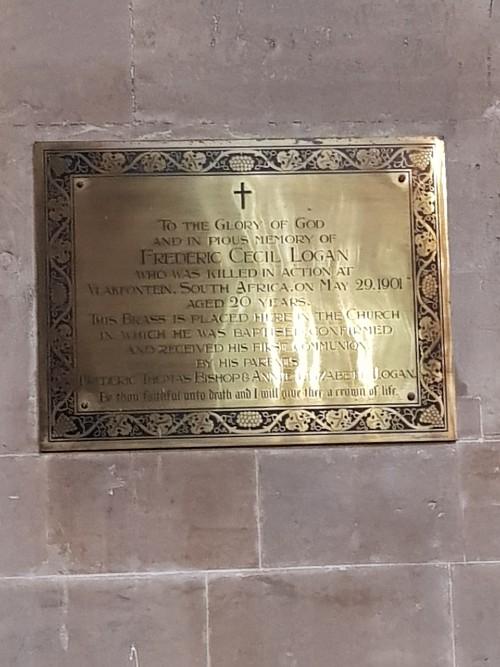 To the Glory of God
and in pious memory of
Frederic Cecil Logan
who was killed in action at
Vlakfontein, South Africa, on May 29. 1901
aged 20 years.
This Brass is placed here in the Church
in which he was baptised confirmed
and received his first communion
by his parents
Frederic Thomas Bishop & Annie Elizabeth Logan.
Be thou faithful unto death and I will give thee a crown of life.